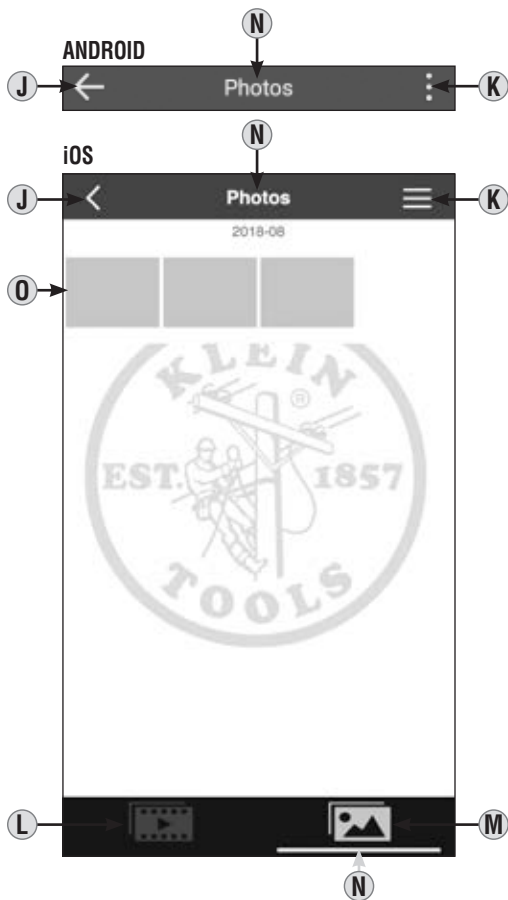 N
ANDROID
J Photos K
N
iOS
J Photos K
2018-08
O
KLEIN
®
EST. 1857
TOOLS
L M
N